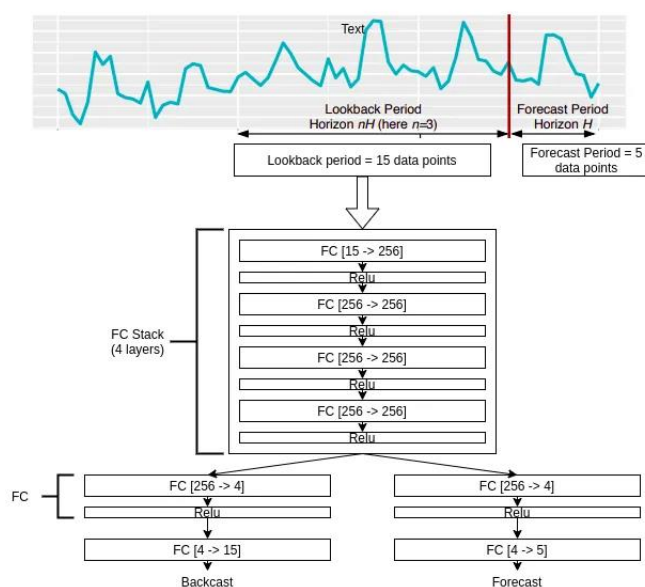 Text
Lookback Period
Horizon nH (here n=3)
Forecast Period
Horizon H
Lookback period = 15 data points
Forecast Period = 5
data points
FC [15 -> 256]
Relu
FC [256 -> 256]
Relu
FC Stack
(4 layers)
FC [256 -> 256]
Relu
FC [256 -> 256]
Relu
FC
FC [256 -> 4]
Relu
FC [4 -> 15]
Backcast
FC [256 -> 4]
Relu
FC [4 -> 5]
Forecast